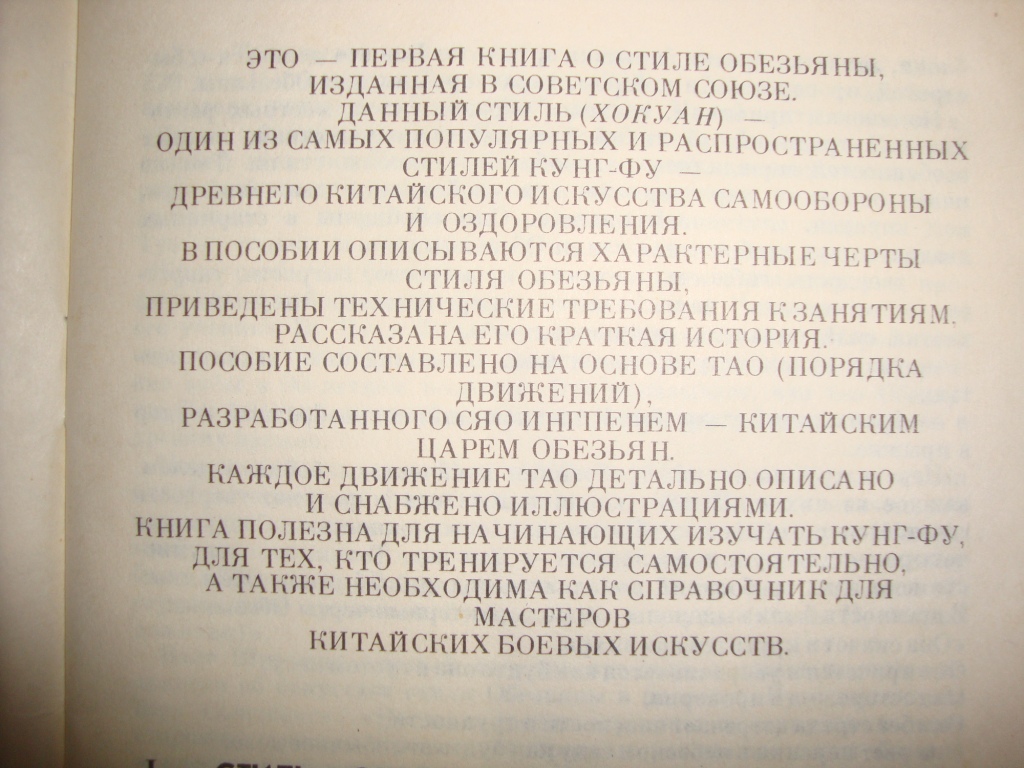 ЭТО — ПЕРВАЯ КНИГА О СТИЛЕ ОБЕЗЬЯНЫ,
ИЗДАННАЯ В СОВЕТСКОМ СОЮЗЕ.
ДАННЫЙ СТИЛЬ (ХОКУАН) —
ОДИН ИЗ САМЫХ ПОПУЛЯРНЫХ И РАСПРОСТРАНЕННЫХ
СТИЛЕЙ КУНГ-ФУ —
ДРЕВНЕГО КИТАЙСКОГО ИСКУССТВА САМООБОРОНЫ
И ОЗДОРОВЛЕНИЯ.
В ПОСОБИИ ОПИСЫВАЮТСЯ ХАРАКТЕРНЫЕ ЧЕРТЫ
СТИЛЯ ОБЕЗЬЯНЫ,
ПРИВЕДЕНЫ ТЕХНИЧЕСКИЕ ТРЕБОВАНИЯ К ЗАНЯТИЯМ,
РАССКАЗАНА ЕГО КРАТКАЯ ИСТОРИЯ.
ПОСОБИЕ СОСТАВЛЕНО НА ОСНОВЕ ТАО (ПОРЯДКА
ДВИЖЕНИЙ),
РАЗРАБОТАННОГО СЯО ИНГПЕНЕМ — КИТАЙСКИМ
ЦАРЕМ ОБЕЗЬЯН.
КАЖДОЕ ДВИЖЕНИЕ ТАО ДЕТАЛЬНО ОПИСАНО
И СНАБЖЕНО ИЛЛЮСТРАЦИЯМИ.
КНИГА ПОЛЕЗНА ДЛЯ НАЧИНАЮЩИХ ИЗУЧАТЬ КУНГ-ФУ,
ДЛЯ ТЕХ, КТО ТРЕНИРУЕТСЯ САМОСТОЯТЕЛЬНО,
А ТАКЖЕ НЕОБХОДИМА КАК СПРАВОЧНИК ДЛЯ
МАСТЕРОВ
КИТАЙСКИХ БОЕВЫХ ИСКУССТВ.